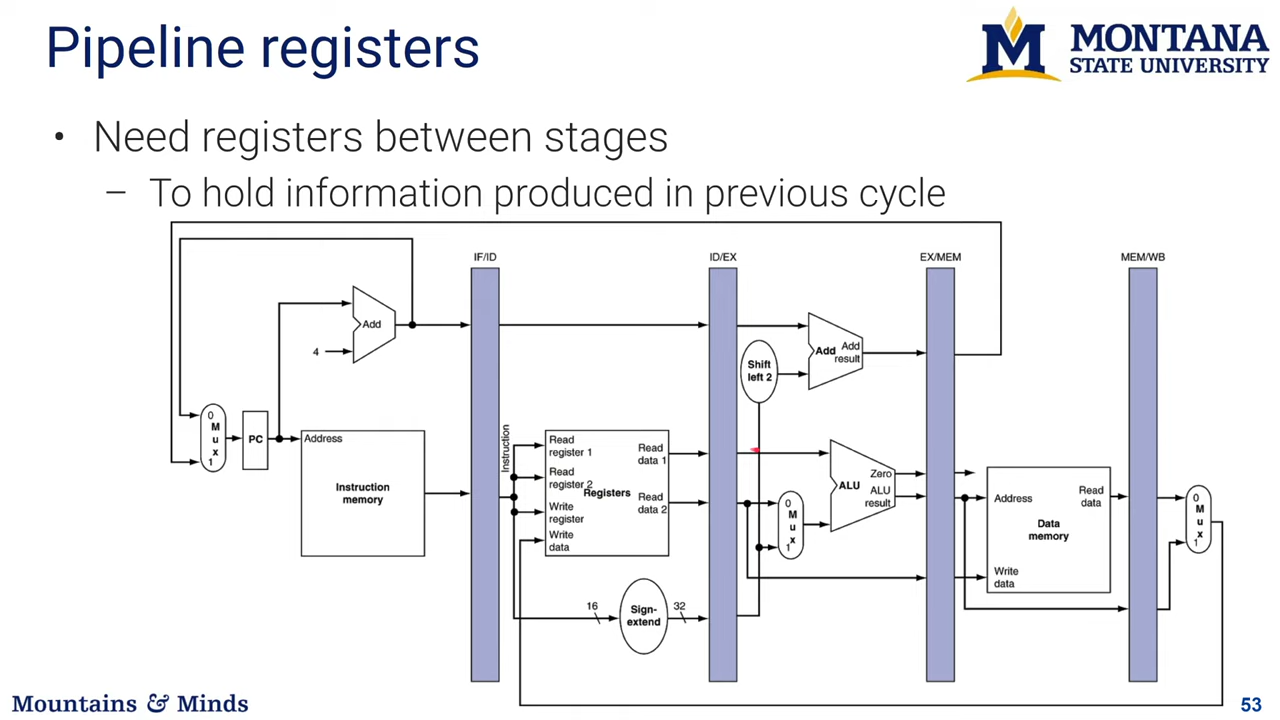 Pipeline registers
MONTANA
STATE UNIVERSITY
• Need registers between stages
– To hold information produced in previous cycle
IF/ID
ID/EX
EX/MEM
MEM/WB
Add
4
0
M
u
x
1
PC
Address
Instruction
memory
Instruction
Read
register 1
Read
register 2
Registers
Write
register
Write
data
Read
data 1
Read
data 2
16
Sign-
extend
32
Shift
left 2
Add
Add
result
0
M
u
x
1
ALU
Zero
ALU
result
Address
Read
data
Data
memory
Write
data
0
M
u
x
1
Mountains & Minds
53